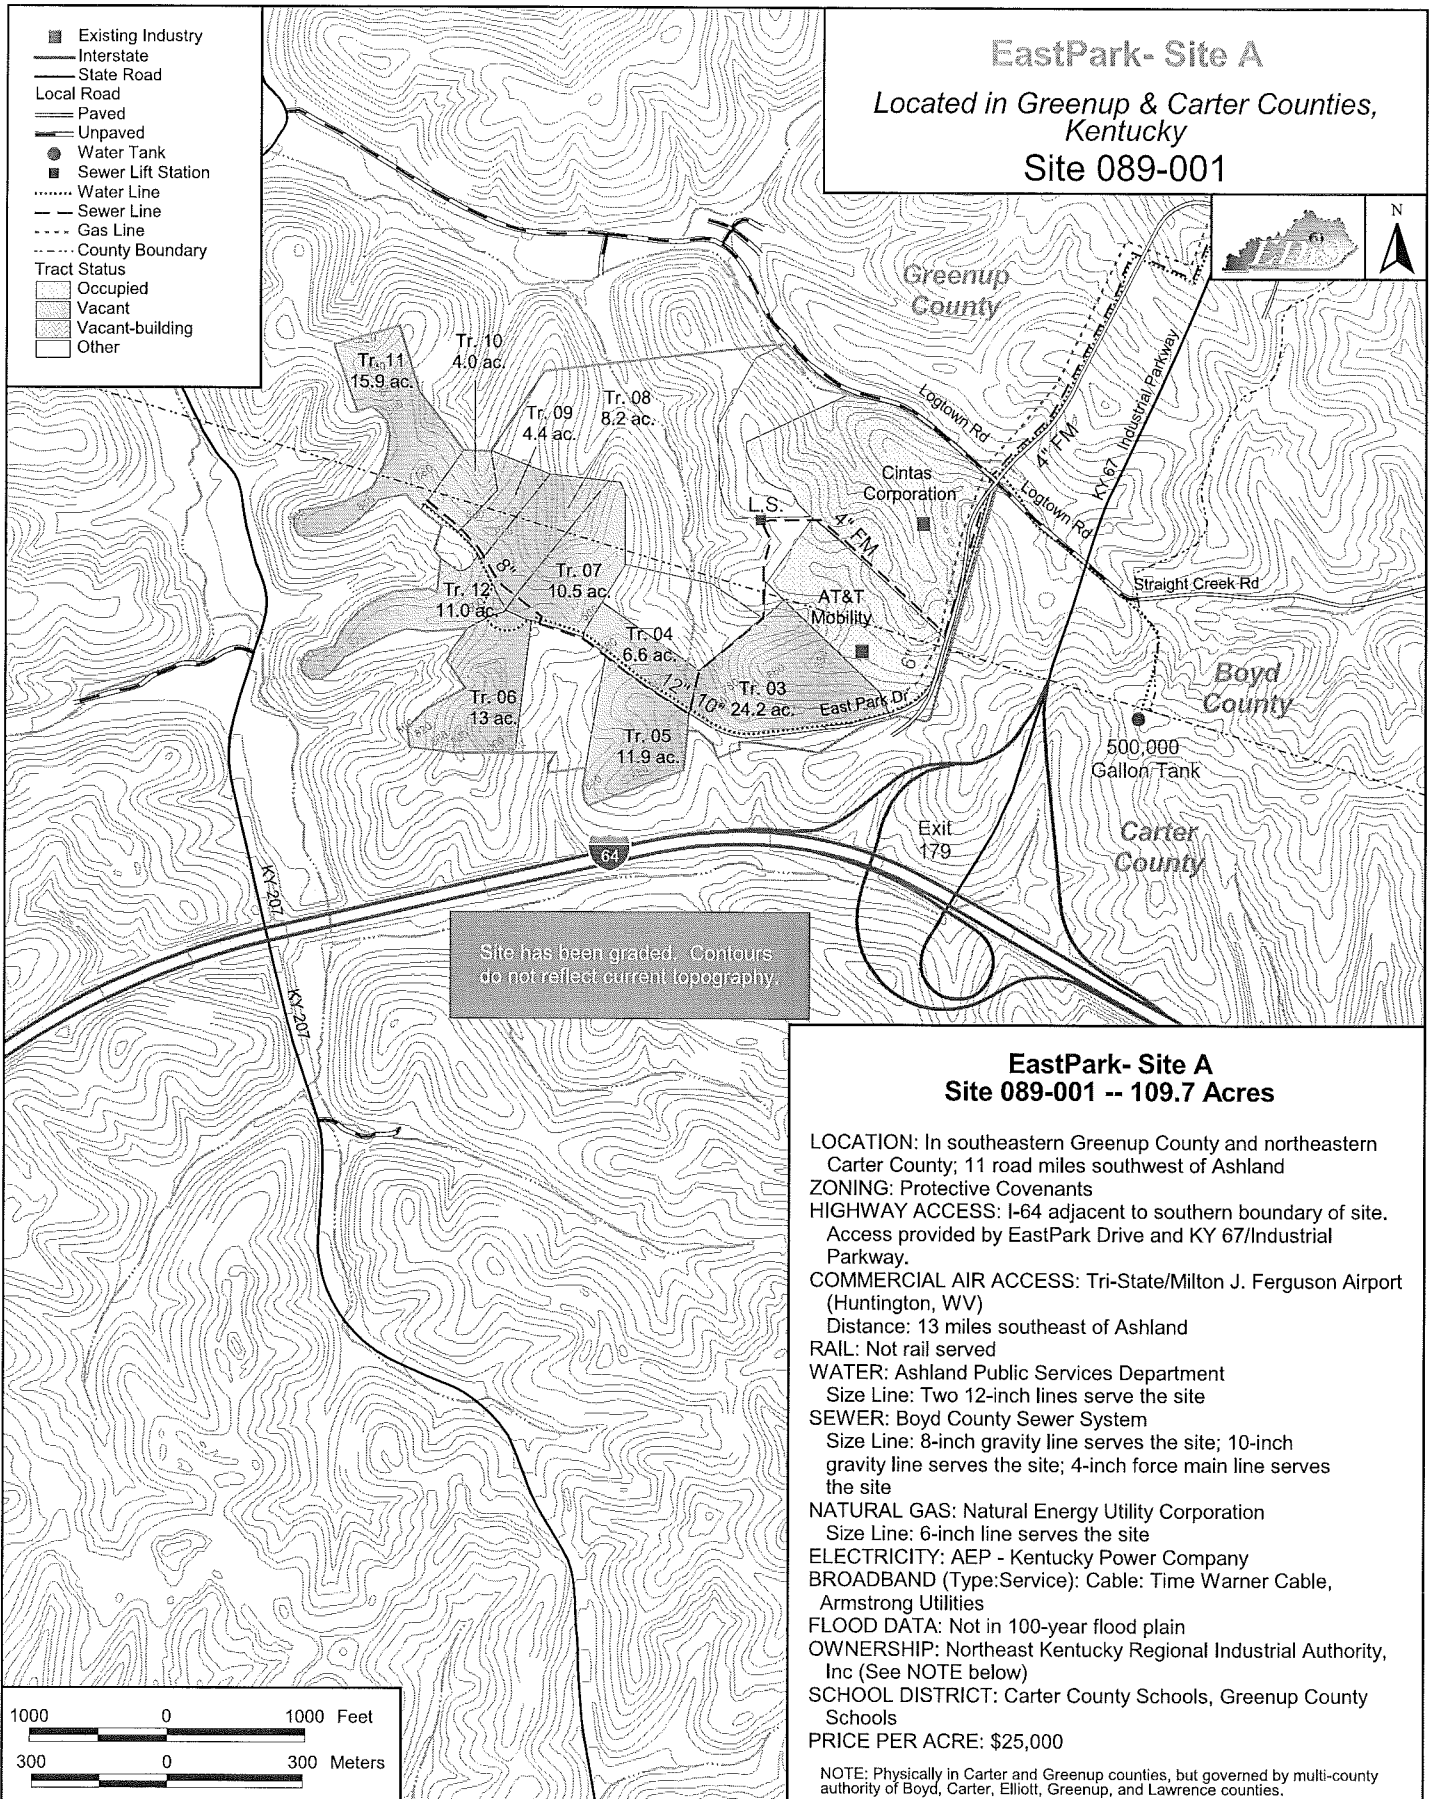 Existing Industry
Interstate
State Road
Local Road
Paved
Unpaved
Water Tank
Sewer Lift Station
Water Line
Sewer Line
Gas Line
County Boundary
Tract Status
Occupied
Vacant
Vacant-building
Other
EastPark- Site A
Located in Greenup & Carter Counties,
Kentucky
Site 089-001
N
Greenup
County
Tr. 11
15.9 ac.
Tr. 10
4.0 ac.
Tr. 09
4.4 ac.
Tr. 08
8.2 ac.
Logtown Rd
4" FM
KY 67 Industrial Parkway
Cintas
Corporation
Logtown Rd
L.S.
4" FM
8"
Tr. 12
11.0 ac.
Tr. 07
10.5 ac.
AT&T
Mobility
Straight Creek Rd
Tr. 04
6.6 ac.
6"
Boyd
County
Tr. 06
13 ac.
12"
10"
Tr. 03
24.2 ac.
East Park Dr
Tr. 05
11.9 ac.
500,000
Gallon Tank
Exit
179
Carter
County
64
KY 207
Site has been graded. Contours
do not reflect current topography.
KY 207
EastPark- Site A
Site 089-001 -- 109.7 Acres
LOCATION: In southeastern Greenup County and northeastern
Carter County; 11 road miles southwest of Ashland
ZONING: Protective Covenants
HIGHWAY ACCESS: I-64 adjacent to southern boundary of site.
Access provided by EastPark Drive and KY 67/Industrial
Parkway.
COMMERCIAL AIR ACCESS: Tri-State/Milton J. Ferguson Airport
(Huntington, WV)
Distance: 13 miles southeast of Ashland
RAIL: Not rail served
WATER: Ashland Public Services Department
Size Line: Two 12-inch lines serve the site
SEWER: Boyd County Sewer System
Size Line: 8-inch gravity line serves the site; 10-inch
gravity line serves the site; 4-inch force main line serves
the site
NATURAL GAS: Natural Energy Utility Corporation
Size Line: 6-inch line serves the site
ELECTRICITY: AEP - Kentucky Power Company
BROADBAND (Type:Service): Cable: Time Warner Cable,
Armstrong Utilities
FLOOD DATA: Not in 100-year flood plain
OWNERSHIP: Northeast Kentucky Regional Industrial Authority,
Inc (See NOTE below)
SCHOOL DISTRICT: Carter County Schools, Greenup County
Schools
PRICE PER ACRE: $25,000
NOTE: Physically in Carter and Greenup counties, but governed by multi-county
authority of Boyd, Carter, Elliott, Greenup, and Lawrence counties.
1000 0 1000 Feet
300 0 300 Meters